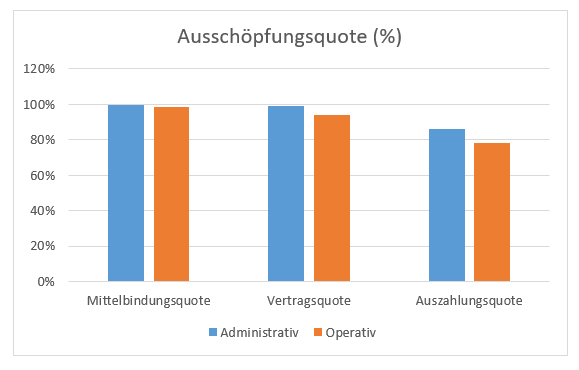 Ausschöpfungsquote (%)
120%
100%
80%
60%
40%
20%
0%
Mittelbindungsquote Vertragsquote Auszahlungsquote
Administrativ Operativ